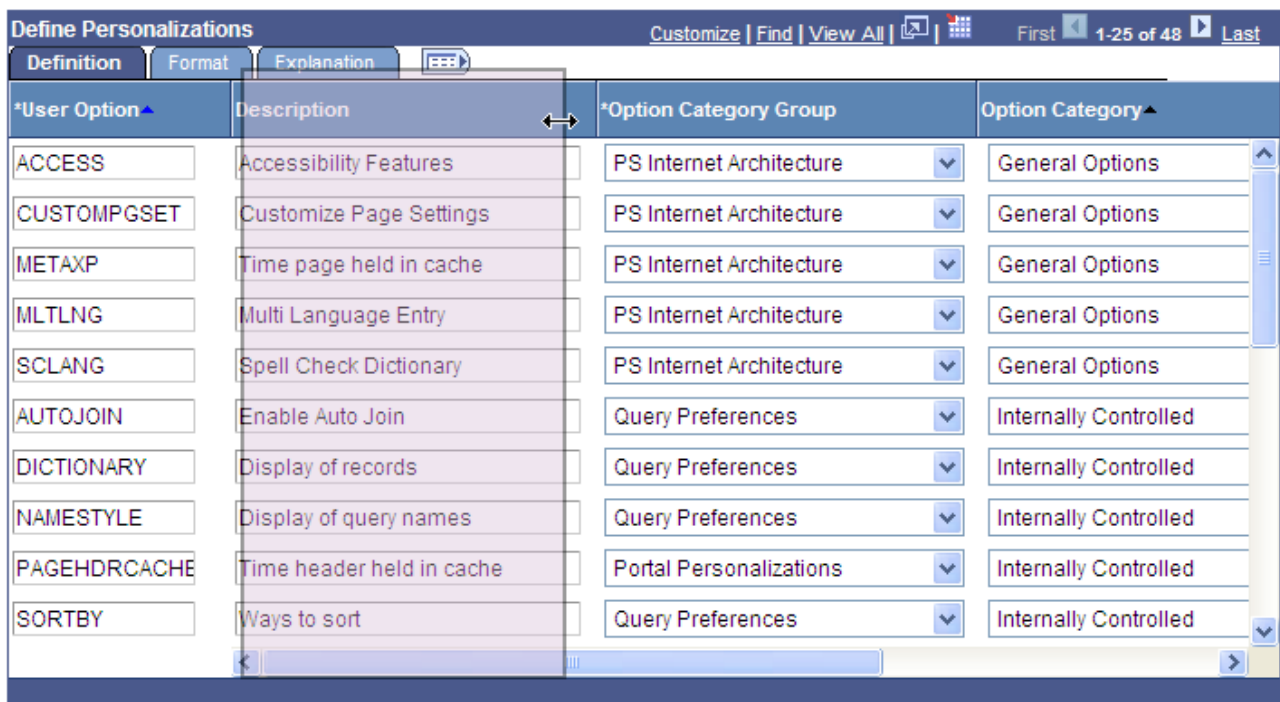 Define Personalizations Customize | Find | View All | | First 1-25 of 48 Last
Definition Format Explanation
*User Option Description *Option Category Group Option Category
ACCESS Accessibility Features PS Internet Architecture General Options
CUSTOMPGSET Customize Page Settings PS Internet Architecture General Options
METAXP Time page held in cache PS Internet Architecture General Options
MLTLNG Multi Language Entry PS Internet Architecture General Options
SCLANG Spell Check Dictionary PS Internet Architecture General Options
AUTOJOIN Enable Auto Join Query Preferences Internally Controlled
DICTIONARY Display of records Query Preferences Internally Controlled
NAMESTYLE Display of query names Query Preferences Internally Controlled
PAGEHDRCACHE Time header held in cache Portal Personalizations Internally Controlled
SORTBY Ways to sort Query Preferences Internally Controlled